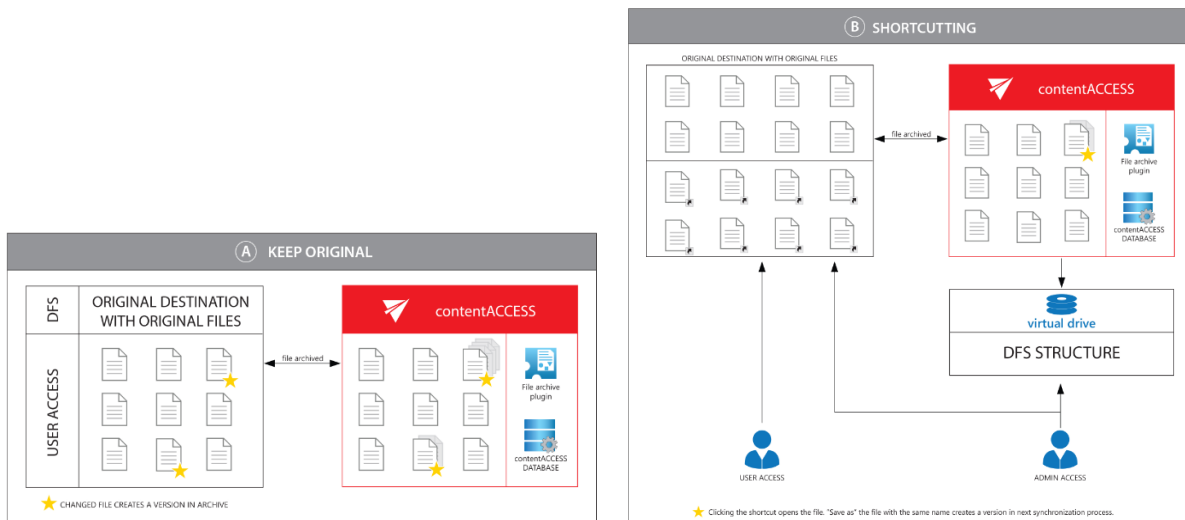 A KEEP ORIGINAL
DFS
ORIGINAL DESTINATION
WITH ORIGINAL FILES
USER ACCESS
file archived
contentACCESS
File archive
plugin
contentACCESS
DATABASE
CHANGED FILE CREATES A VERSION IN ARCHIVE
B SHORTCUTTING
ORIGINAL DESTINATION WITH ORIGINAL FILES
file archived
contentACCESS
File archive
plugin
contentACCESS
DATABASE
virtual drive
DFS STRUCTURE
USER ACCESS
ADMIN ACCESS
Clicking the shortcut opens the file. "Save as" the file with the same name creates a version in next synchronization process.